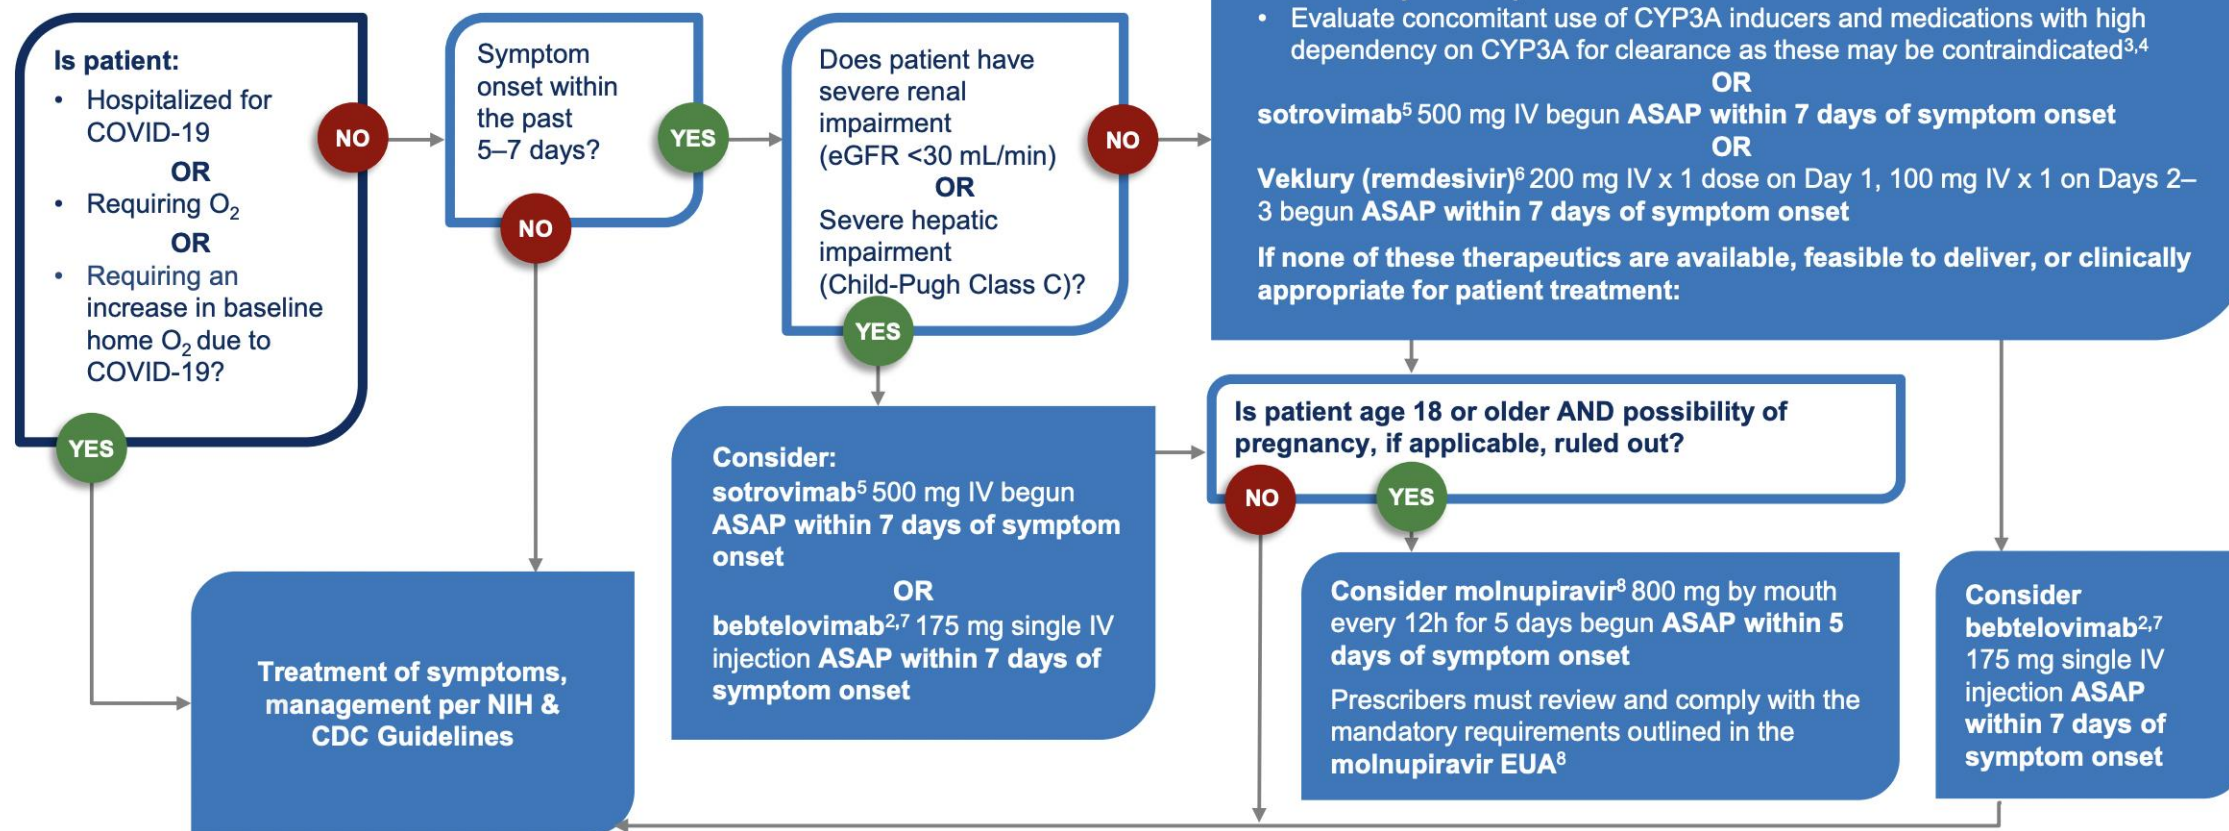 Is patient:
• Hospitalized for
COVID-19
OR
• Requiring O2
OR
• Requiring an
increase in baseline
home O2 due to
COVID-19?
NO
YES
Symptom
onset within
the past
5–7 days?
YES
NO
Does patient have
severe renal
impairment
(eGFR <30 mL/min)
OR
Severe hepatic
impairment
(Child-Pugh Class C)?
NO
YES
• Evaluate concomitant use of CYP3A inducers and medications with high
dependency on CYP3A for clearance as these may be contraindicated3,4
OR
sotrovimab5 500 mg IV begun ASAP within 7 days of symptom onset
OR
Veklury (remdesivir)6 200 mg IV x 1 dose on Day 1, 100 mg IV x 1 on Days 2–
3 begun ASAP within 7 days of symptom onset
If none of these therapeutics are available, feasible to deliver, or clinically
appropriate for patient treatment:
Consider:
sotrovimab5 500 mg IV begun
ASAP within 7 days of symptom
onset
OR
bebtelovimab2,7 175 mg single IV
injection ASAP within 7 days of
symptom onset
Is patient age 18 or older AND possibility of
pregnancy, if applicable, ruled out?
NO
YES
Consider molnupiravir8 800 mg by mouth
every 12h for 5 days begun ASAP within 5
days of symptom onset
Prescribers must review and comply with the
mandatory requirements outlined in the
molnupiravir EUA8
Consider
bebtelovimab2,7
175 mg single IV
injection ASAP
within 7 days of
symptom onset
Treatment of symptoms,
management per NIH &
CDC Guidelines